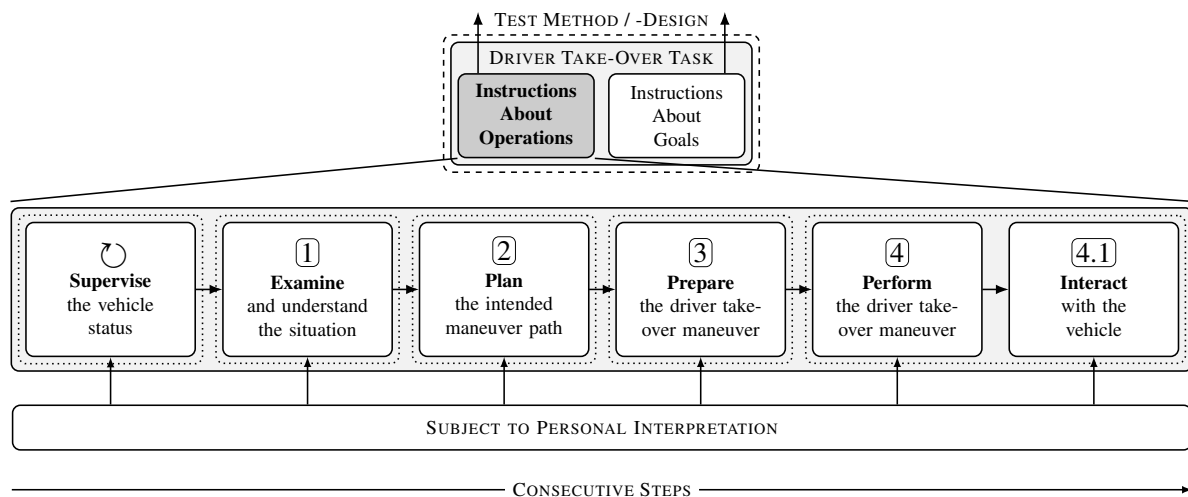 TEST METHOD / -DESIGN
DRIVER TAKE-OVER TASK
Instructions
About
Operations
Instructions
About
Goals
Supervise
the vehicle
status
1
Examine
and understand
the situation
2
Plan
the intended
maneuver path
3
Prepare
the driver take-
over maneuver
4
Perform
the driver take-
over maneuver
4.1
Interact
with the
vehicle
SUBJECT TO PERSONAL INTERPRETATION
CONSECUTIVE STEPS